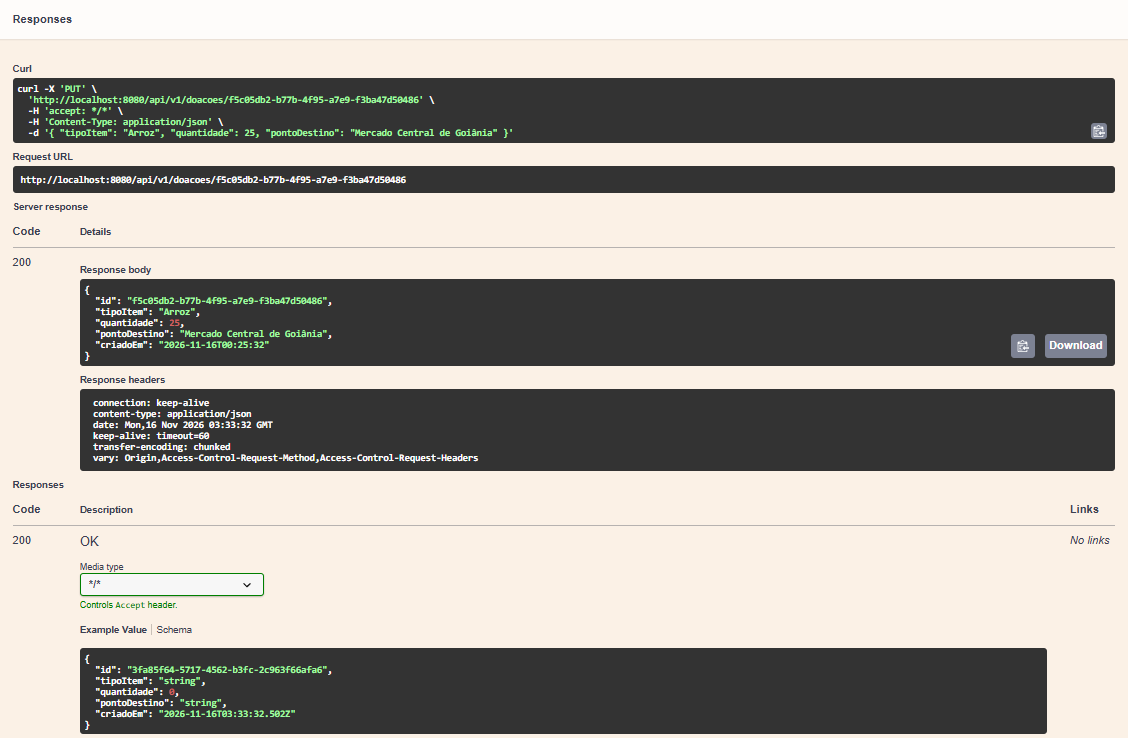 Responses
Curl
curl -X 'PUT' \
'http://localhost:8080/api/v1/doacoes/f5c05db2-b77b-4f95-a7e9-f3ba47d50486' \
-H 'accept: */*' \
-H 'Content-Type: application/json' \
-d '{ "tipoItem": "Arroz", "quantidade": 25, "pontoDestino": "Mercado Central de Goiânia" }'
Request URL
http://localhost:8080/api/v1/doacoes/f5c05db2-b77b-4f95-a7e9-f3ba47d50486
Server response
Code Details
200
Response body
{
"id": "f5c05db2-b77b-4f95-a7e9-f3ba47d50486",
"tipoItem": "Arroz",
"quantidade": 25,
"pontoDestino": "Mercado Central de Goiânia",
"criadoEm": "2026-11-16T00:25:32"
}
Download
Response headers
connection: keep-alive
content-type: application/json
date: Mon,16 Nov 2026 03:33:32 GMT
keep-alive: timeout=60
transfer-encoding: chunked
vary: Origin,Access-Control-Request-Method,Access-Control-Request-Headers
Responses
Code Description Links
200 OK No links
Media type
*/*
Controls Accept header.
Example Value | Schema
{
"id": "3fa85f64-5717-4562-b3fc-2c963f66afa6",
"tipoItem": "string",
"quantidade": 0,
"pontoDestino": "string",
"criadoEm": "2026-11-16T03:33:32.502Z"
}